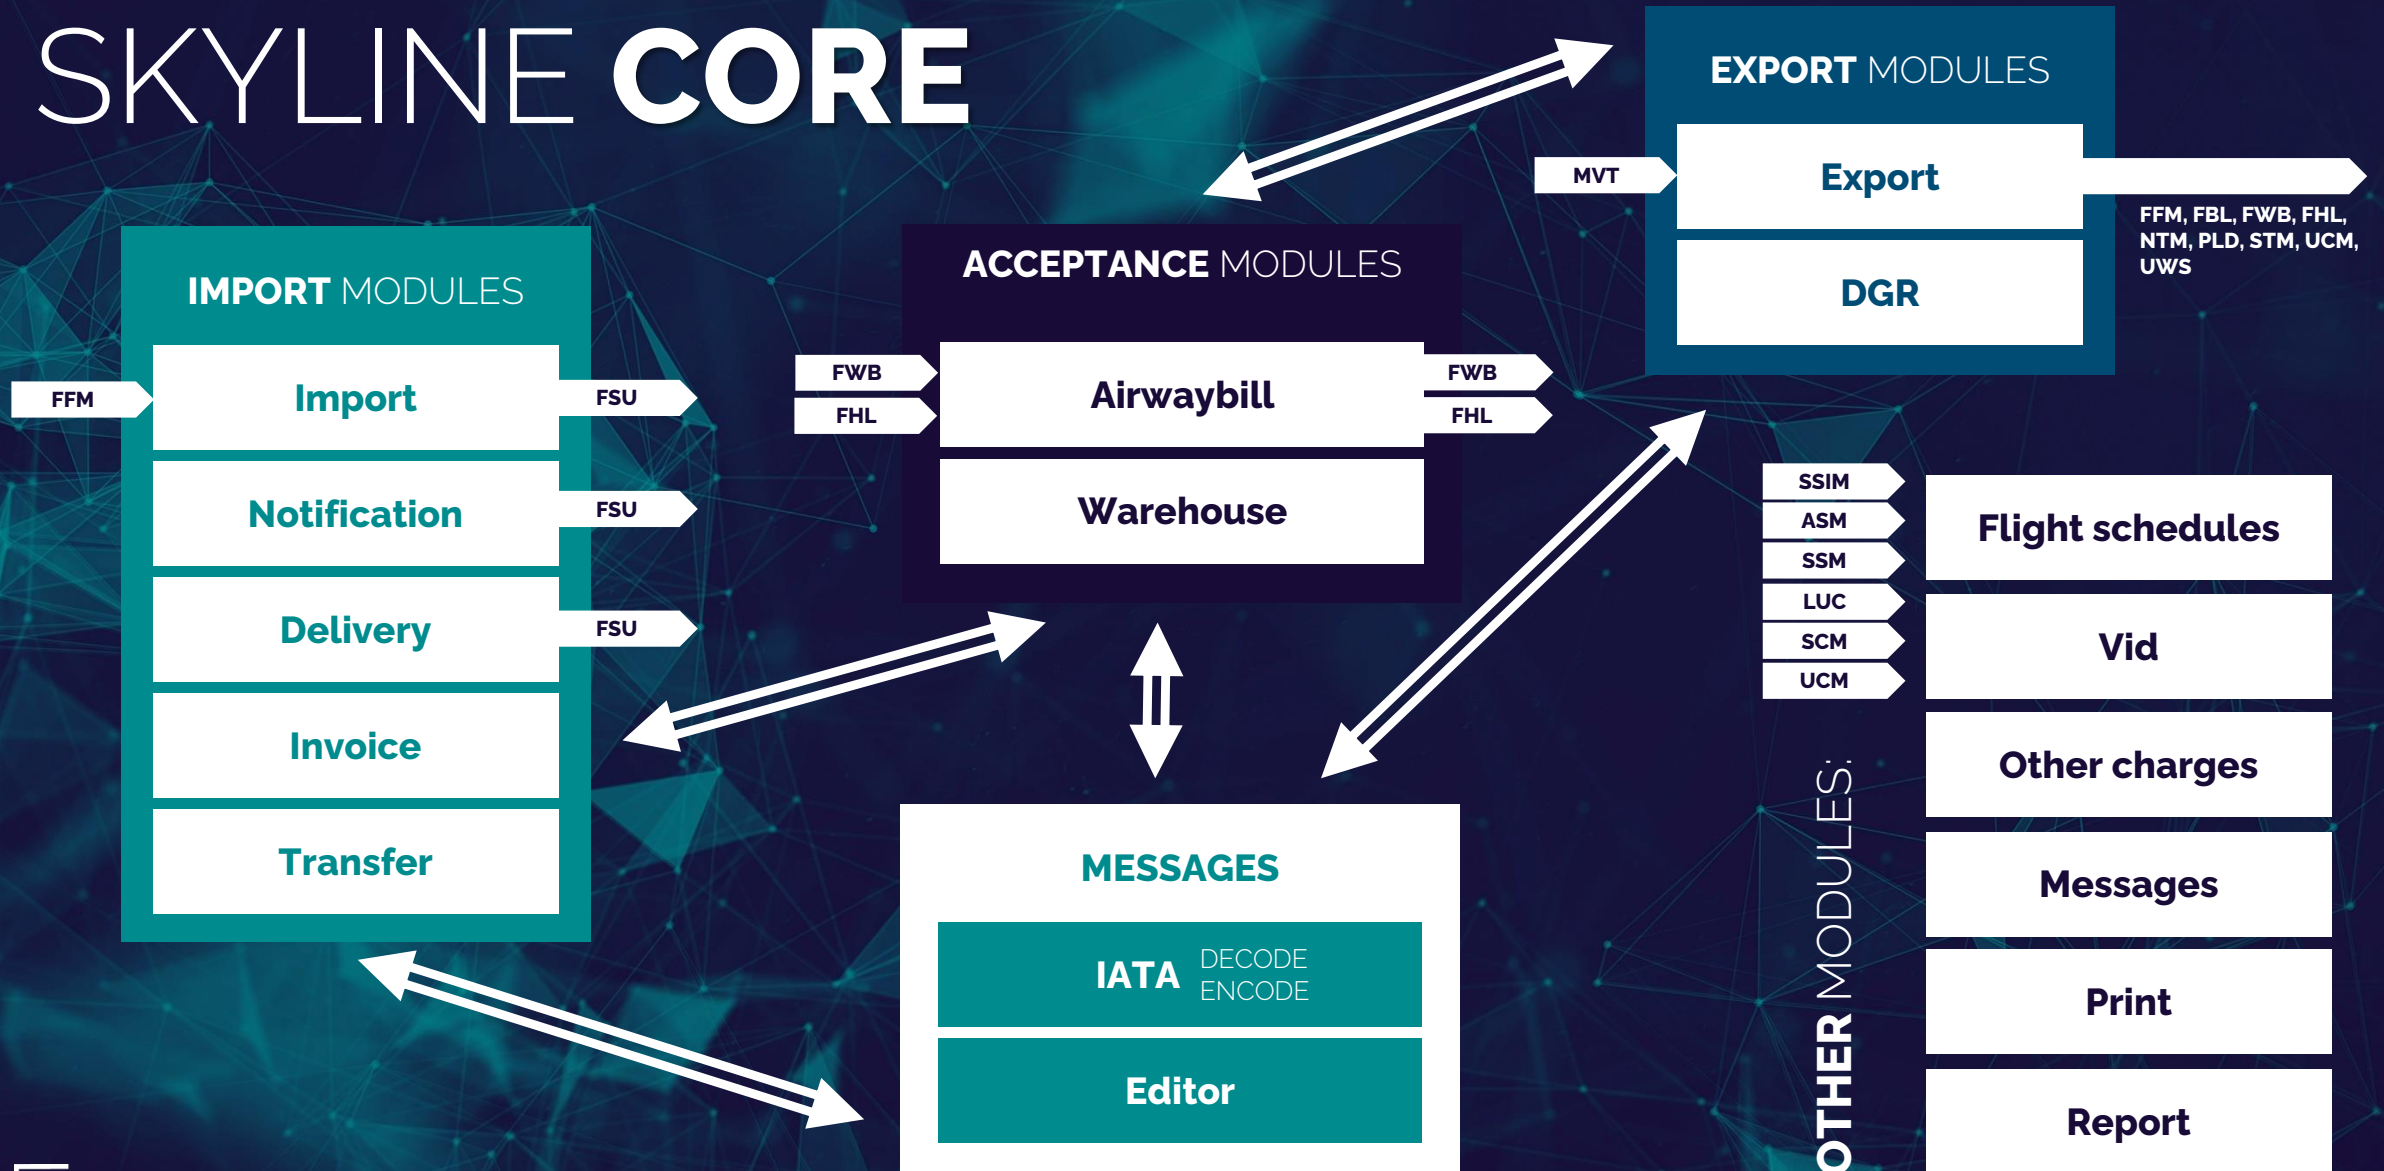 SKYLINE CORE
IMPORT MODULES
FFM
Import
FSU
Notification
FSU
Delivery
FSU
Invoice
Transfer
ACCEPTANCE MODULES
FWB
FHL
Airwaybill
FWB
FHL
Warehouse
MESSAGES
IATA
DECODE
ENCODE
Editor
EXPORT MODULES
MVT
Export
FFM, FBL, FWB, FHL,
NTM, PLD, STM, UCM,
UWS
DGR
OTHER MODULES:
SSIM
ASM
SSM
LUC
SCM
UCM
Flight schedules
Vid
Other charges
Messages
Print
Report